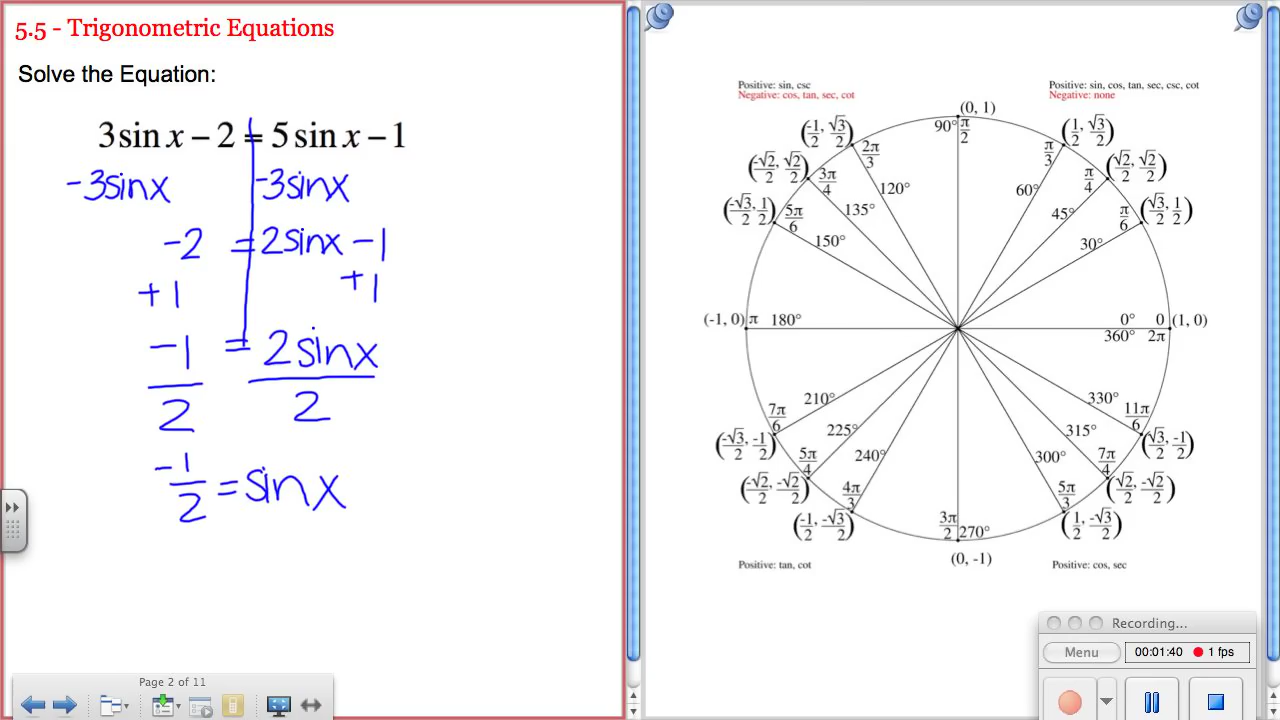 5.5 - Trigonometric Equations
Solve the Equation:
3 sin x − 2 = 5 sin x − 1
-3sinx -3sinx
-2 = 2sinx -1
+1 +1
-1 = 2sinx
2 2
-1/2 = sinx
Page 2 of 11
Positive: sin, csc
Negative: cos, tan, sec, cot
Positive: sin, cos, tan, sec, csc, cot
Negative: none
(0, 1)
90° π/2
(-1/2, √3/2) 2π/3 120°
(-√2/2, √2/2) 3π/4 135°
(-√3/2, 1/2) 5π/6 150°
(1/2, √3/2) π/3 60°
(√2/2, √2/2) π/4 45°
(√3/2, 1/2) π/6 30°
(-1, 0) π 180°
0° 0 (1, 0)
360° 2π
210° 7π/6 (-√3/2, -1/2)
225° 5π/4 (-√2/2, -√2/2)
240° 4π/3 (-1/2, -√3/2)
330° 11π/6 (√3/2, -1/2)
315° 7π/4 (√2/2, -√2/2)
300° 5π/3 (1/2, -√3/2)
3π/2 270°
(0, -1)
Positive: tan, cot
Positive: cos, sec
Recording...
Menu
00:01:40 1 fps